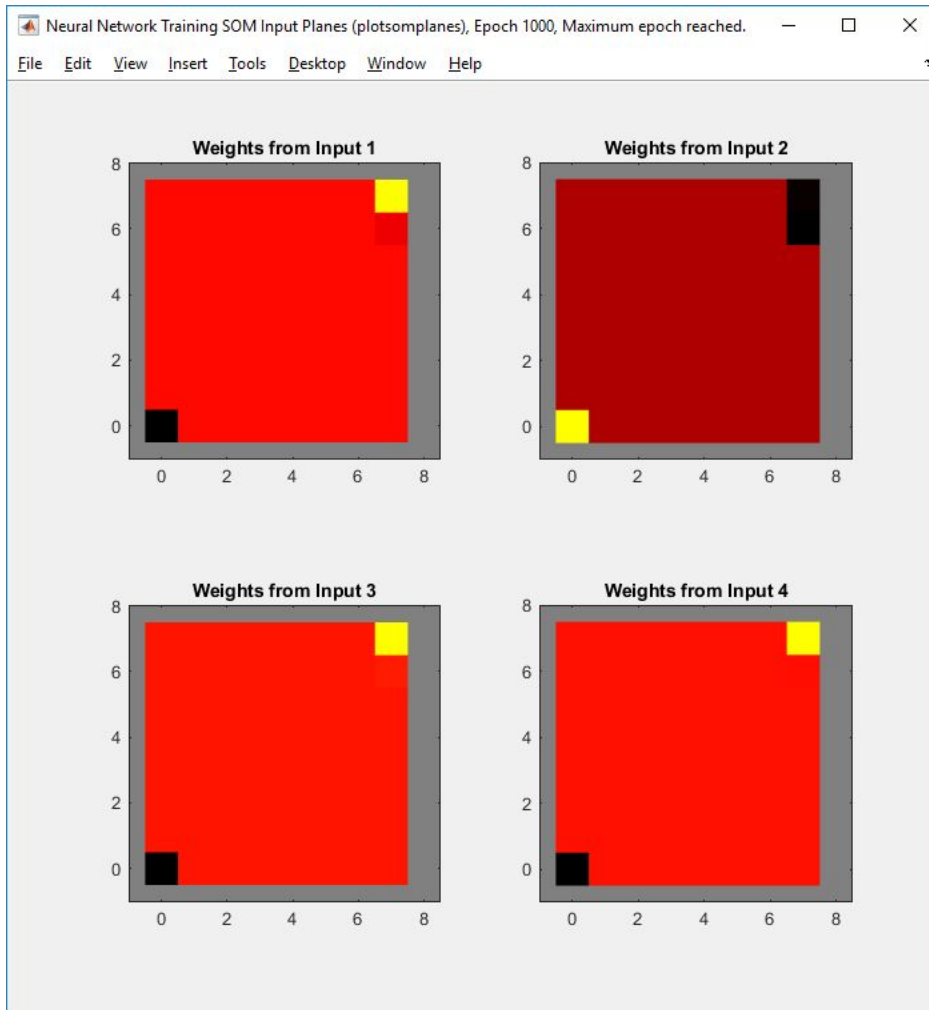 Neural Network Training SOM Input Planes (plotsomplanes), Epoch 1000, Maximum epoch reached.
File Edit View Insert Tools Desktop Window Help
Weights from Input 1
8
6
4
2
0
0 2 4 6 8
Weights from Input 2
8
6
4
2
0
0 2 4 6 8
Weights from Input 3
8
6
4
2
0
0 2 4 6 8
Weights from Input 4
8
6
4
2
0
0 2 4 6 8